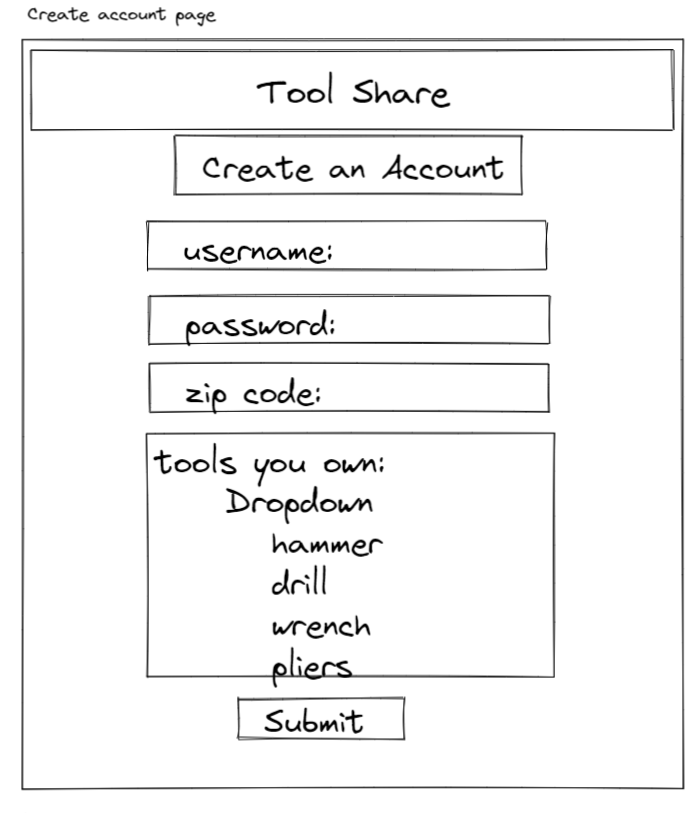 Create account page
Tool Share
Create an Account
username:
password:
zip code:
tools you own:
Dropdown
hammer
drill
wrench
pliers
Submit